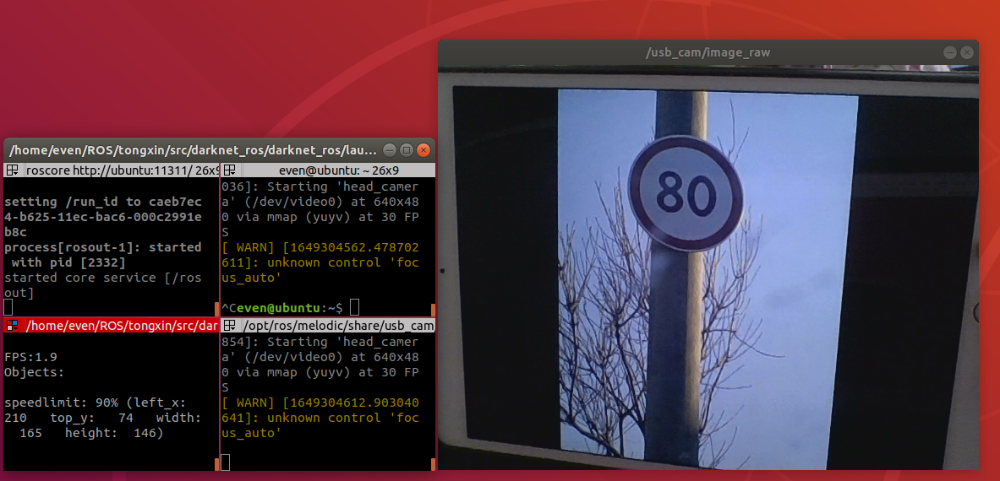 /usb_cam/image_raw
80
/home/even/ROS/tongxin/src/darknet_ros/darknet_ros/lau...
roscore http://ubuntu:11311/ 26x9
setting /run_id to caeb7ec
4-b625-11ec-bac6-000c2991e
b8c
process[rosout-1]: started
with pid [2332]
started core service [/ros
out]
even@ubuntu: ~ 26x9
036]: Starting 'head_camer
a' (/dev/video0) at 640x48
0 via mmap (yuyv) at 30 FP
S
[ WARN] [1649304562.478702
611]: unknown control 'foc
us_auto'
^Ceven@ubuntu:~$
/home/even/ROS/tongxin/src/dar
FPS:1.9
Objects:
speedlimit: 90% (left_x:
210   top_y:   74   width:
165   height:  146)
/opt/ros/melodic/share/usb_cam
854]: Starting 'head_camer
a' (/dev/video0) at 640x48
0 via mmap (yuyv) at 30 FP
S
[ WARN] [1649304612.903040
641]: unknown control 'foc
us_auto'